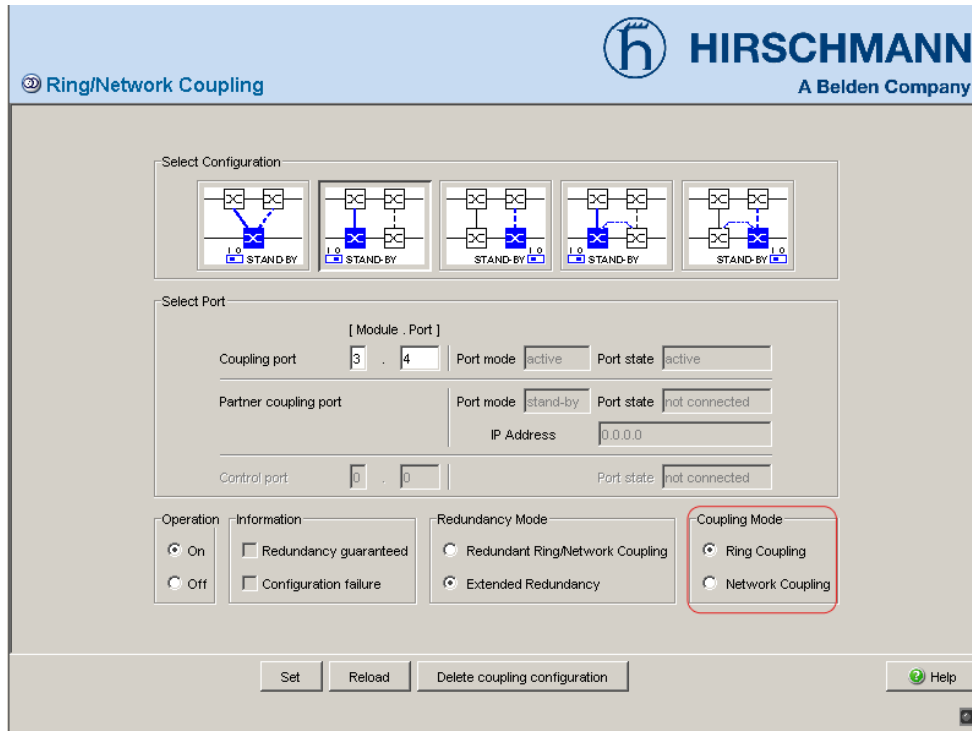 HIRSCHMANN
A Belden Company
Ring/Network Coupling
Select Configuration
I O STAND-BY
I O STAND-BY
I O STAND-BY
I O STAND-BY
I O STAND-BY
Select Port
[ Module . Port ]
Coupling port 3 . 4 Port mode active Port state active
Partner coupling port Port mode stand-by Port state not connected
IP Address 0.0.0.0
Control port 0 . 0 Port state not connected
Operation Information Redundancy Mode Coupling Mode
On Redundancy guaranteed Redundant Ring/Network Coupling Ring Coupling
Off Configuration failure Extended Redundancy Network Coupling
Set Reload Delete coupling configuration Help